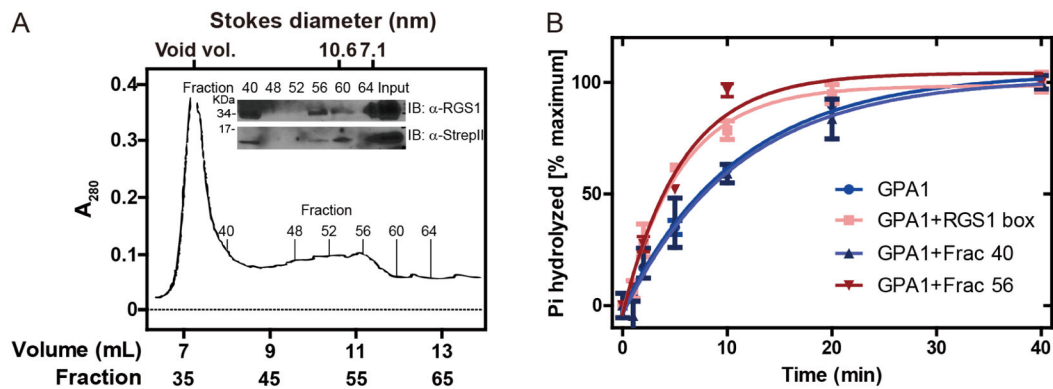 A
Stokes diameter (nm)
Void vol. 10.6 7.1
0.4
0.3
0.2
0.1
0
A280
Fraction 40 48 52 56 60 64 Input
KDa
34-
17-
IB: α-RGS1
IB: α-StrepII
Fraction
40 48 52 56 60 64
Volume (mL) 7 9 11 13
Fraction 35 45 55 65
B
100
50
0
Pi hydrolyzed [% maximum]
GPA1
GPA1+RGS1 box
GPA1+Frac 40
GPA1+Frac 56
0 10 20 30 40
Time (min)